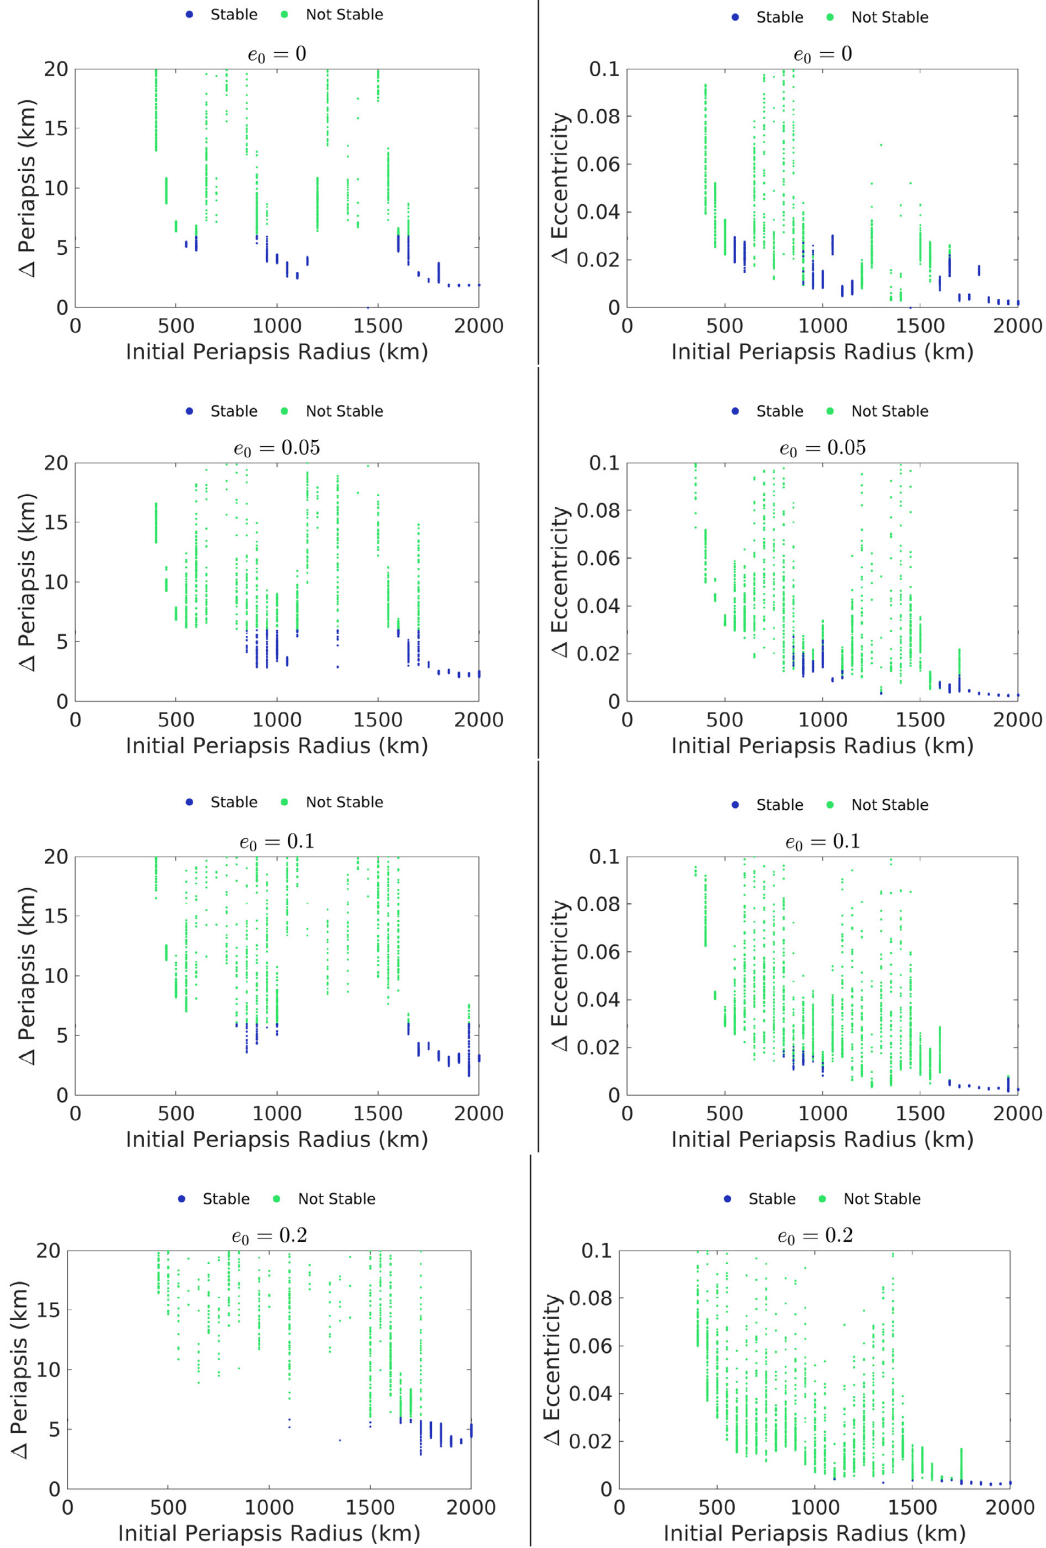 Stable Not Stable
e₀ = 0
20
15
10
5
0
Δ Periapsis (km)
0 500 1000 1500 2000
Initial Periapsis Radius (km)
Stable Not Stable
e₀ = 0
0.1
0.08
0.06
0.04
0.02
0
Δ Eccentricity
0 500 1000 1500 2000
Initial Periapsis Radius (km)
Stable Not Stable
e₀ = 0.05
20
15
10
5
0
Δ Periapsis (km)
0 500 1000 1500 2000
Initial Periapsis Radius (km)
Stable Not Stable
e₀ = 0.05
0.1
0.08
0.06
0.04
0.02
0
Δ Eccentricity
0 500 1000 1500 2000
Initial Periapsis Radius (km)
Stable Not Stable
e₀ = 0.1
20
15
10
5
0
Δ Periapsis (km)
0 500 1000 1500 2000
Initial Periapsis Radius (km)
Stable Not Stable
e₀ = 0.1
0.1
0.08
0.06
0.04
0.02
0
Δ Eccentricity
0 500 1000 1500 2000
Initial Periapsis Radius (km)
Stable Not Stable
e₀ = 0.2
20
15
10
5
0
Δ Periapsis (km)
0 500 1000 1500 2000
Initial Periapsis Radius (km)
Stable Not Stable
e₀ = 0.2
0.1
0.08
0.06
0.04
0.02
0
Δ Eccentricity
0 500 1000 1500 2000
Initial Periapsis Radius (km)